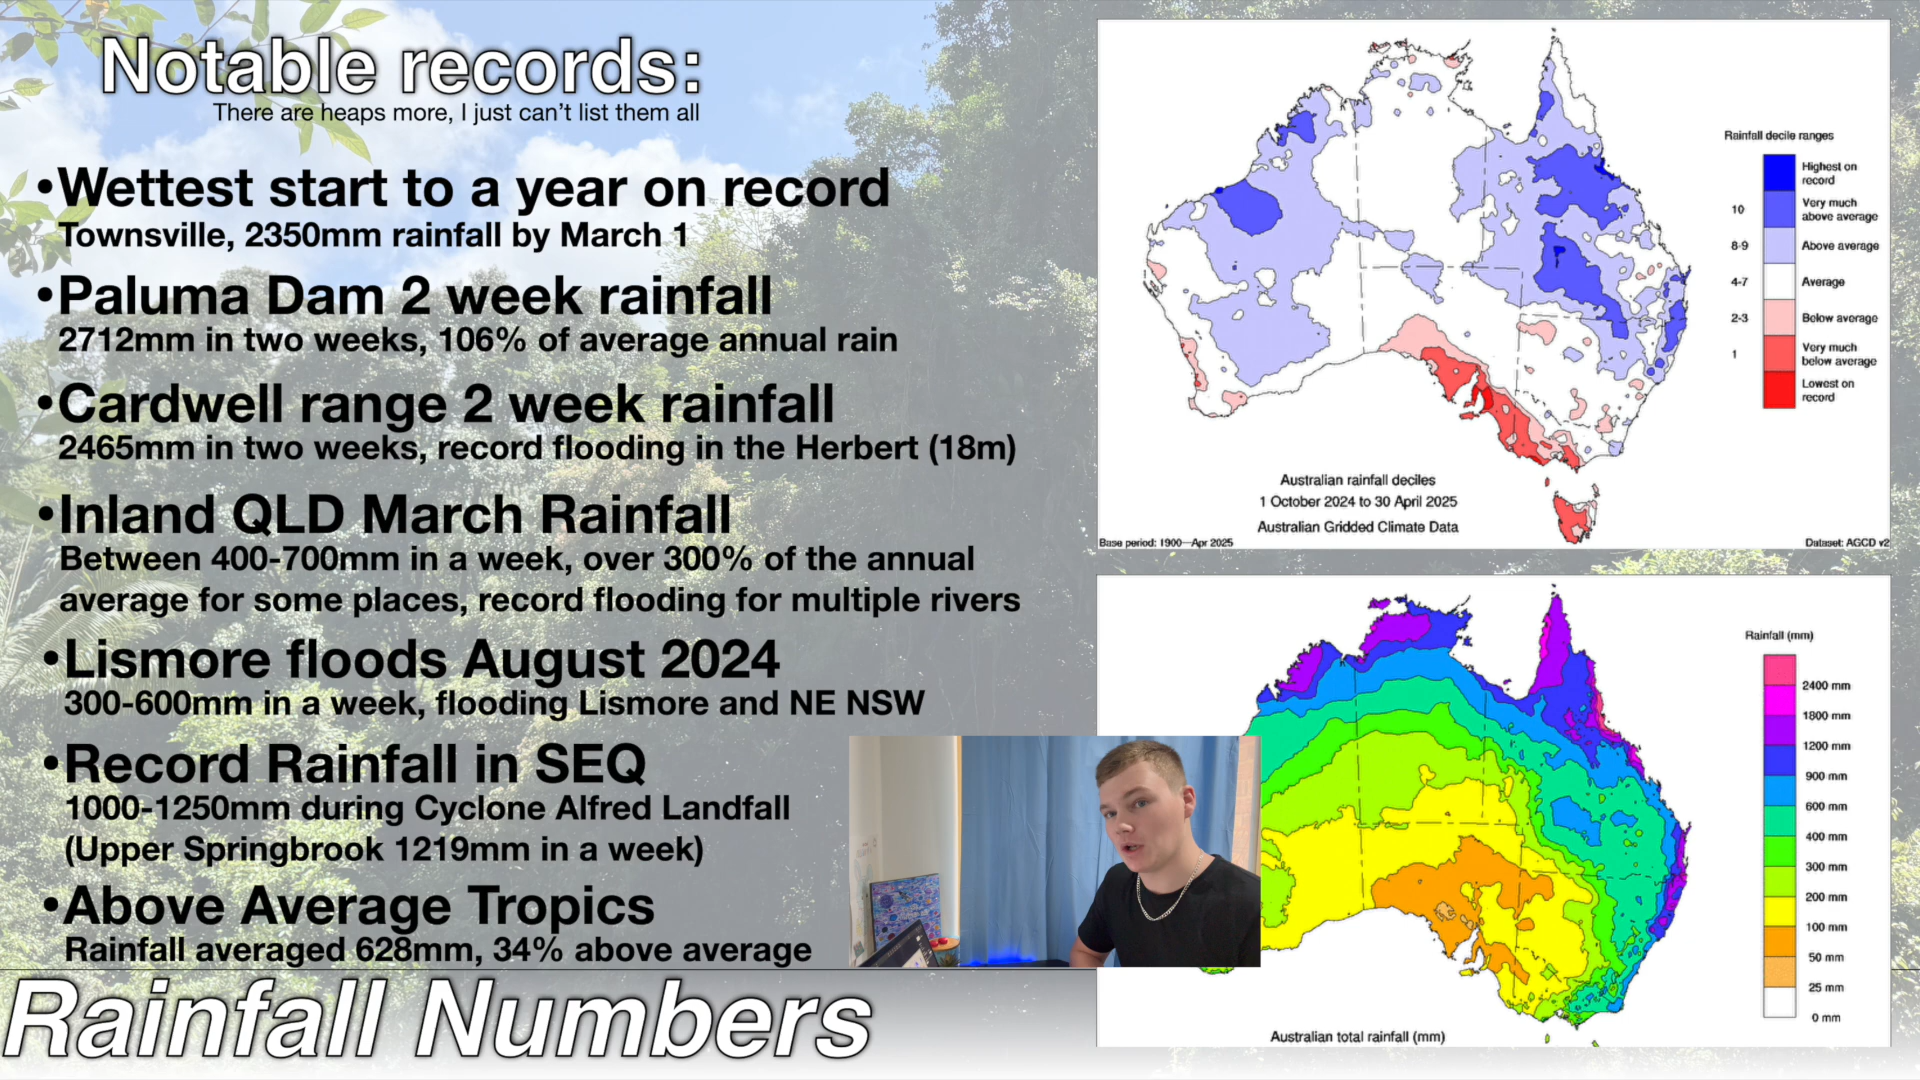 Notable records:
There are heaps more, I just can't list them all
•Wettest start to a year on record
Townsville, 2350mm rainfall by March 1
•Paluma Dam 2 week rainfall
2712mm in two weeks, 106% of average annual rain
•Cardwell range 2 week rainfall
2465mm in two weeks, record flooding in the Herbert (18m)
•Inland QLD March Rainfall
Between 400-700mm in a week, over 300% of the annual
average for some places, record flooding for multiple rivers
•Lismore floods August 2024
300-600mm in a week, flooding Lismore and NE NSW
•Record Rainfall in SEQ
1000-1250mm during Cyclone Alfred Landfall
(Upper Springbrook 1219mm in a week)
•Above Average Tropics
Rainfall averaged 628mm, 34% above average
Rainfall Numbers
Rainfall decile ranges
Highest on
record
10 Very much
above average
8-9 Above average
4-7 Average
2-3 Below average
1 Very much
below average
Lowest on
record
Australian rainfall deciles
1 October 2024 to 30 April 2025
Australian Gridded Climate Data
Base period: 1900—Apr 2025
Dataset: AGCD v2
Rainfall (mm)
2400 mm
1800 mm
1200 mm
900 mm
600 mm
400 mm
300 mm
200 mm
100 mm
50 mm
25 mm
0 mm
Australian total rainfall (mm)